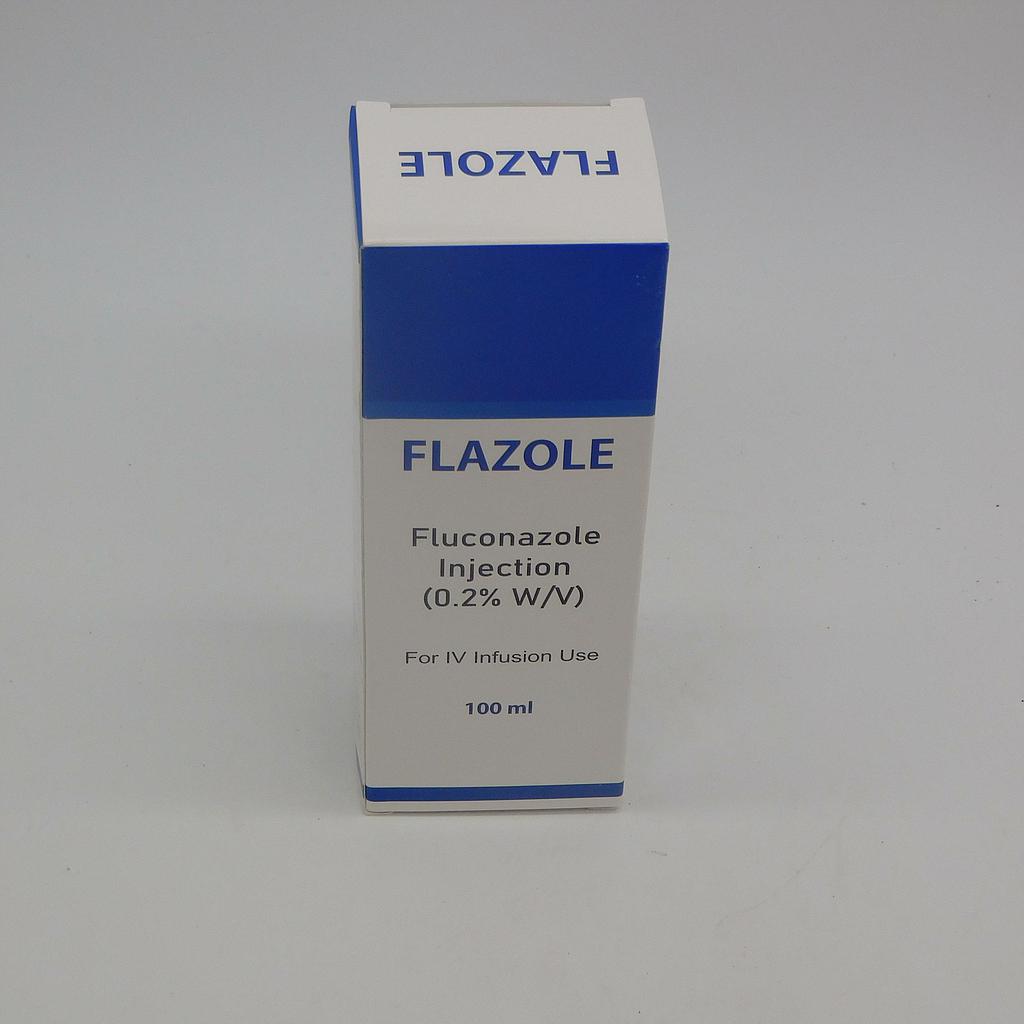 FLAZOLE
FLAZOLE
Fluconazole
Injection
(0.2% W/V)
For IV Infusion Use
100 ml